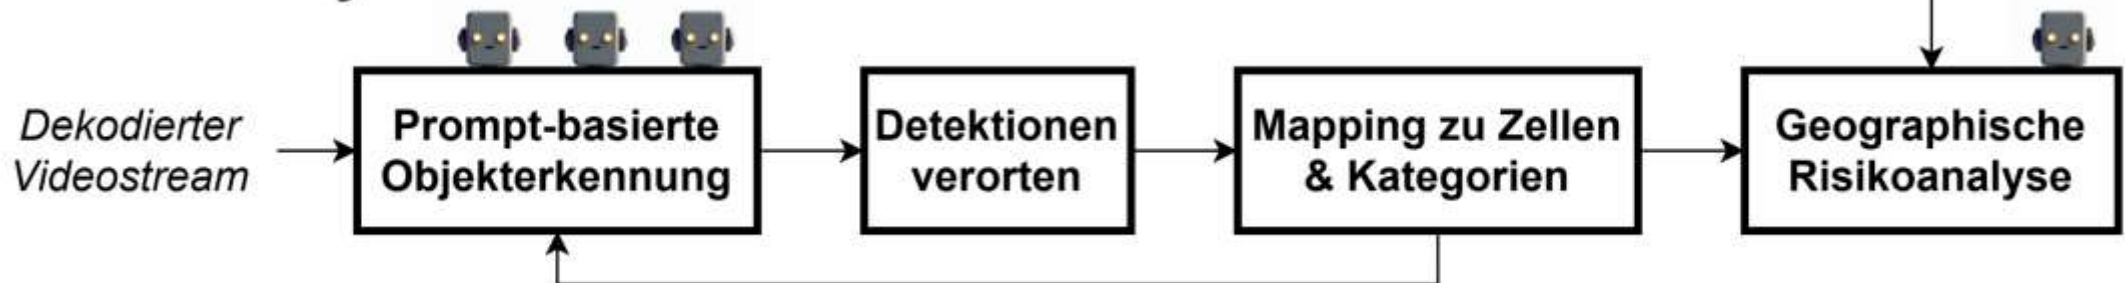 Dekodierter
Videostream
Prompt-basierte
Objekterkennung
Detektionen
verorten
Mapping zu Zellen
& Kategorien
Geographische
Risikoanalyse